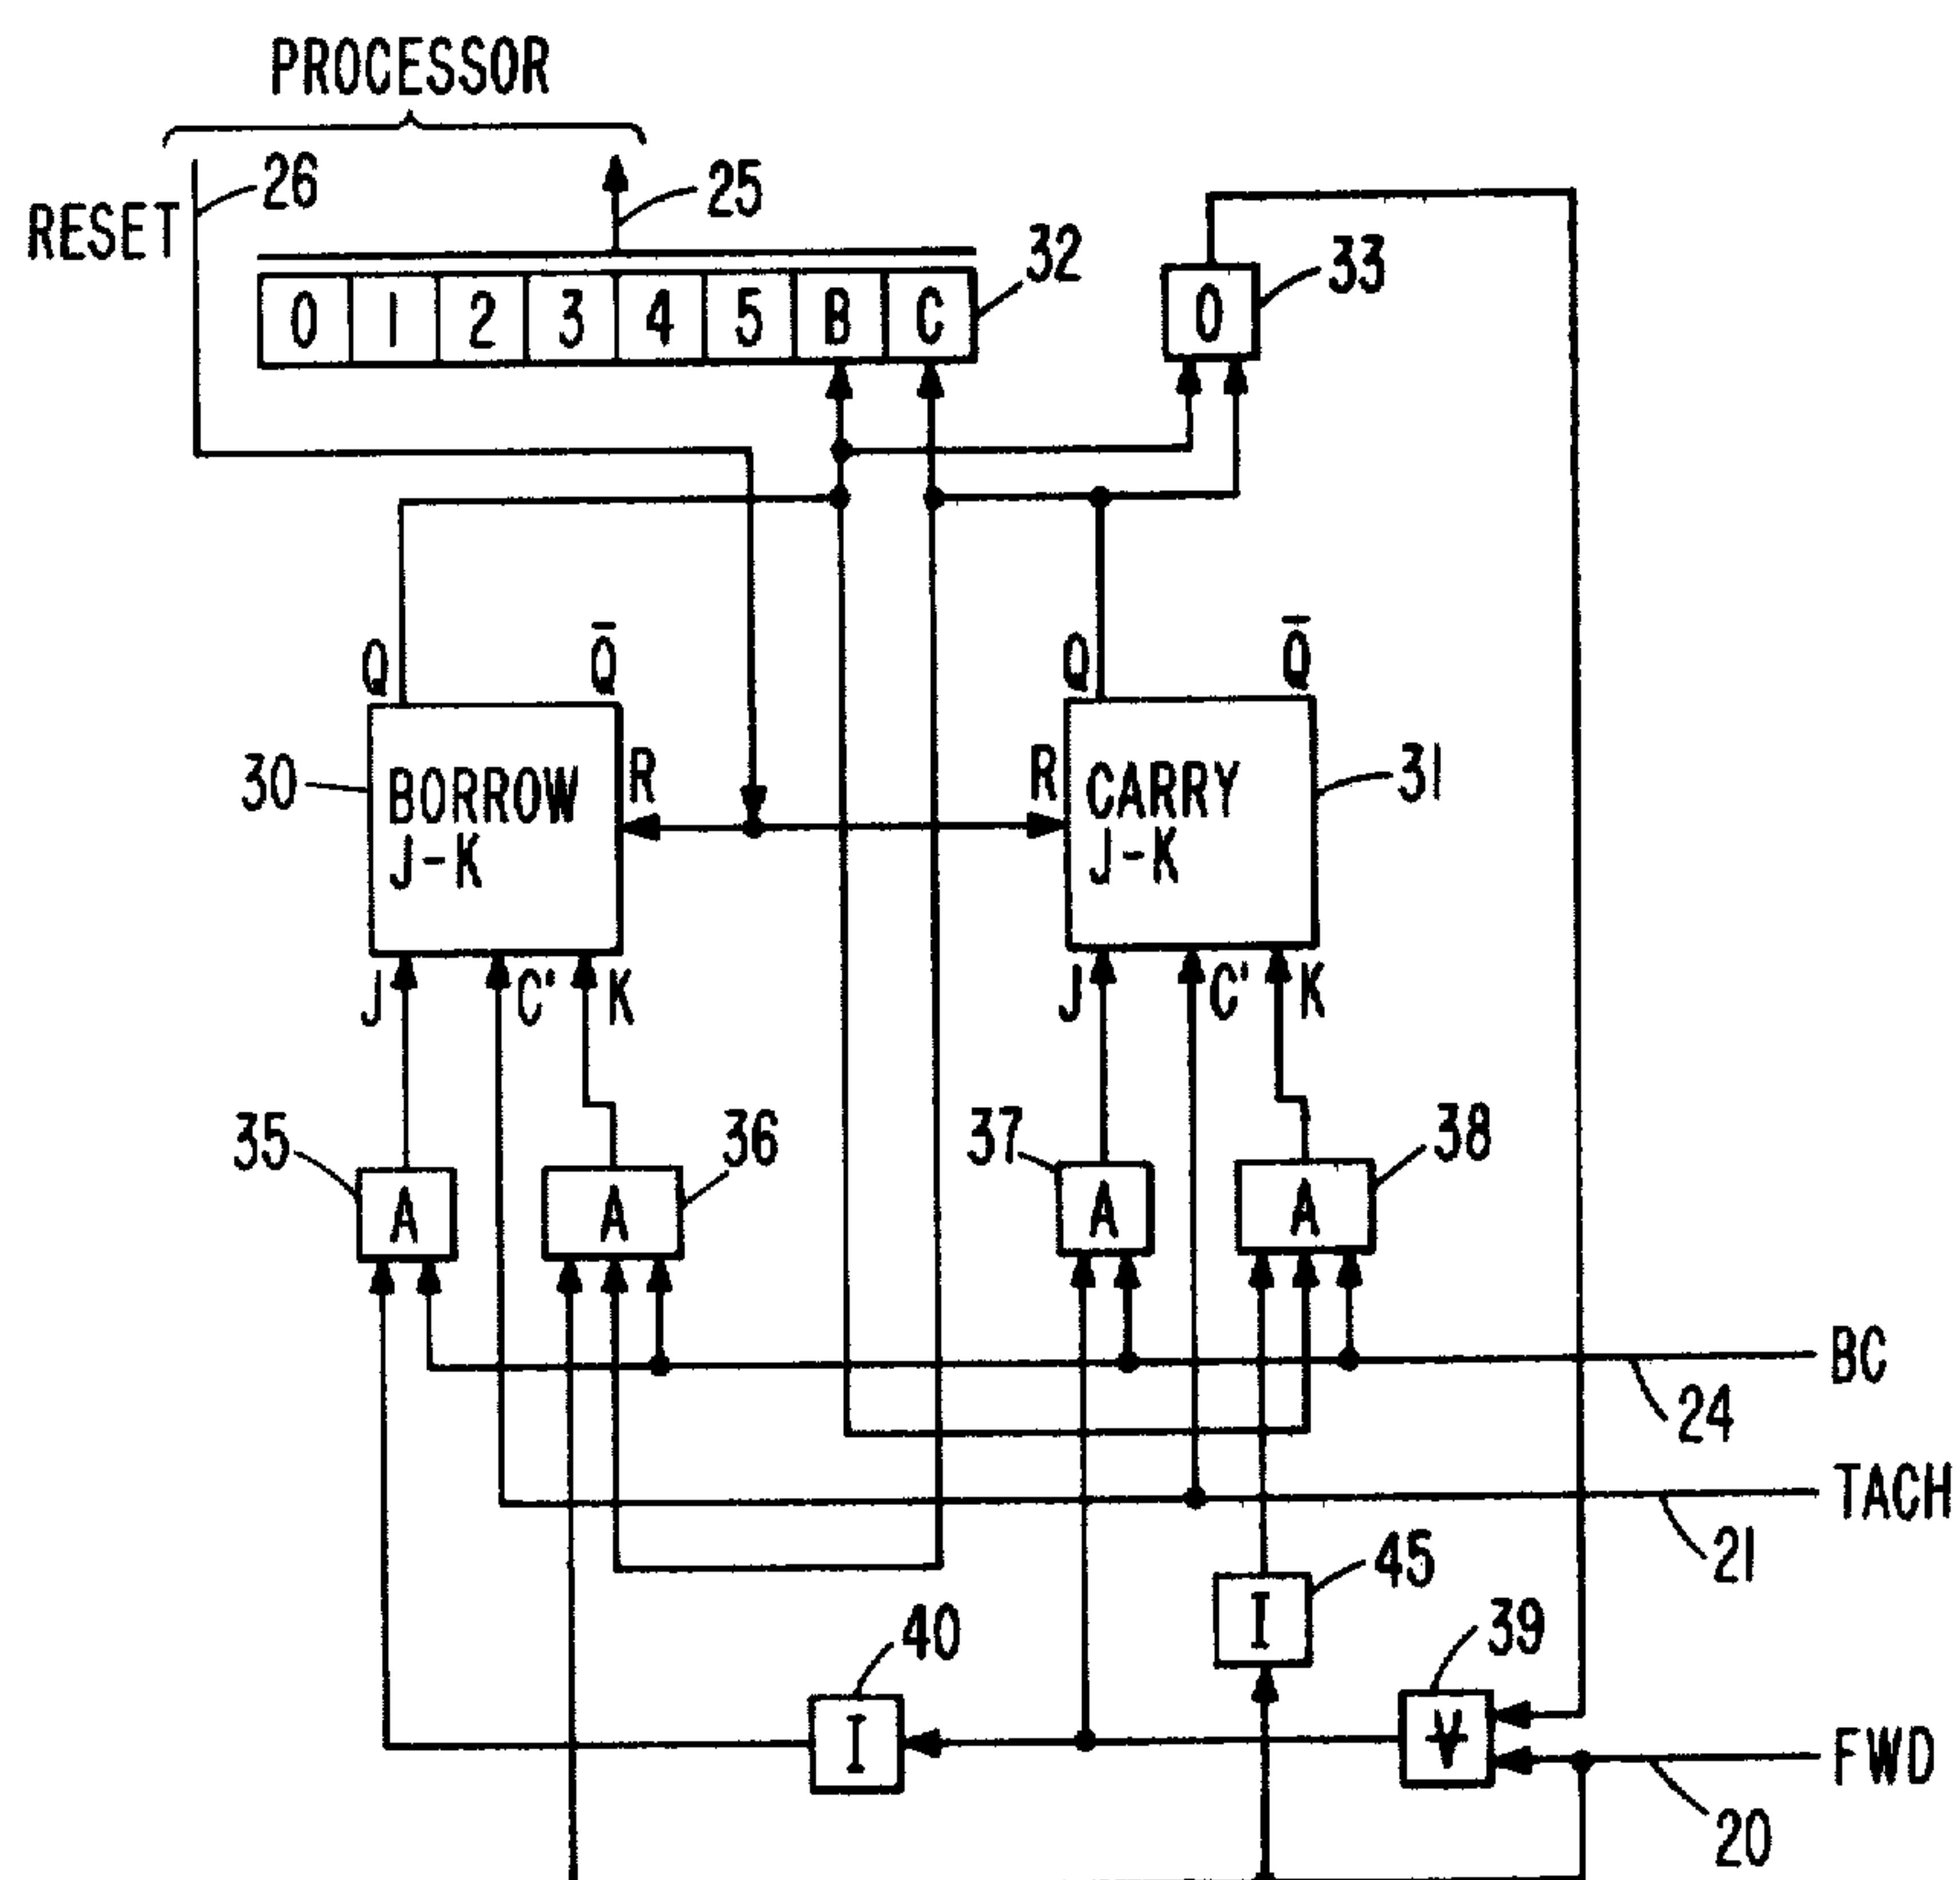 PROCESSOR
RESET 26 25
32 33
0 1 2 3 4 5 B C 0
Q Q̄ Q Q̄
30 BORROW J-K R R CARRY J-K 31
J C' K J C' K
35 36 37 38
A A A A
BC
24
TACH
21
45
I
40 39
I ∀
FWD
20